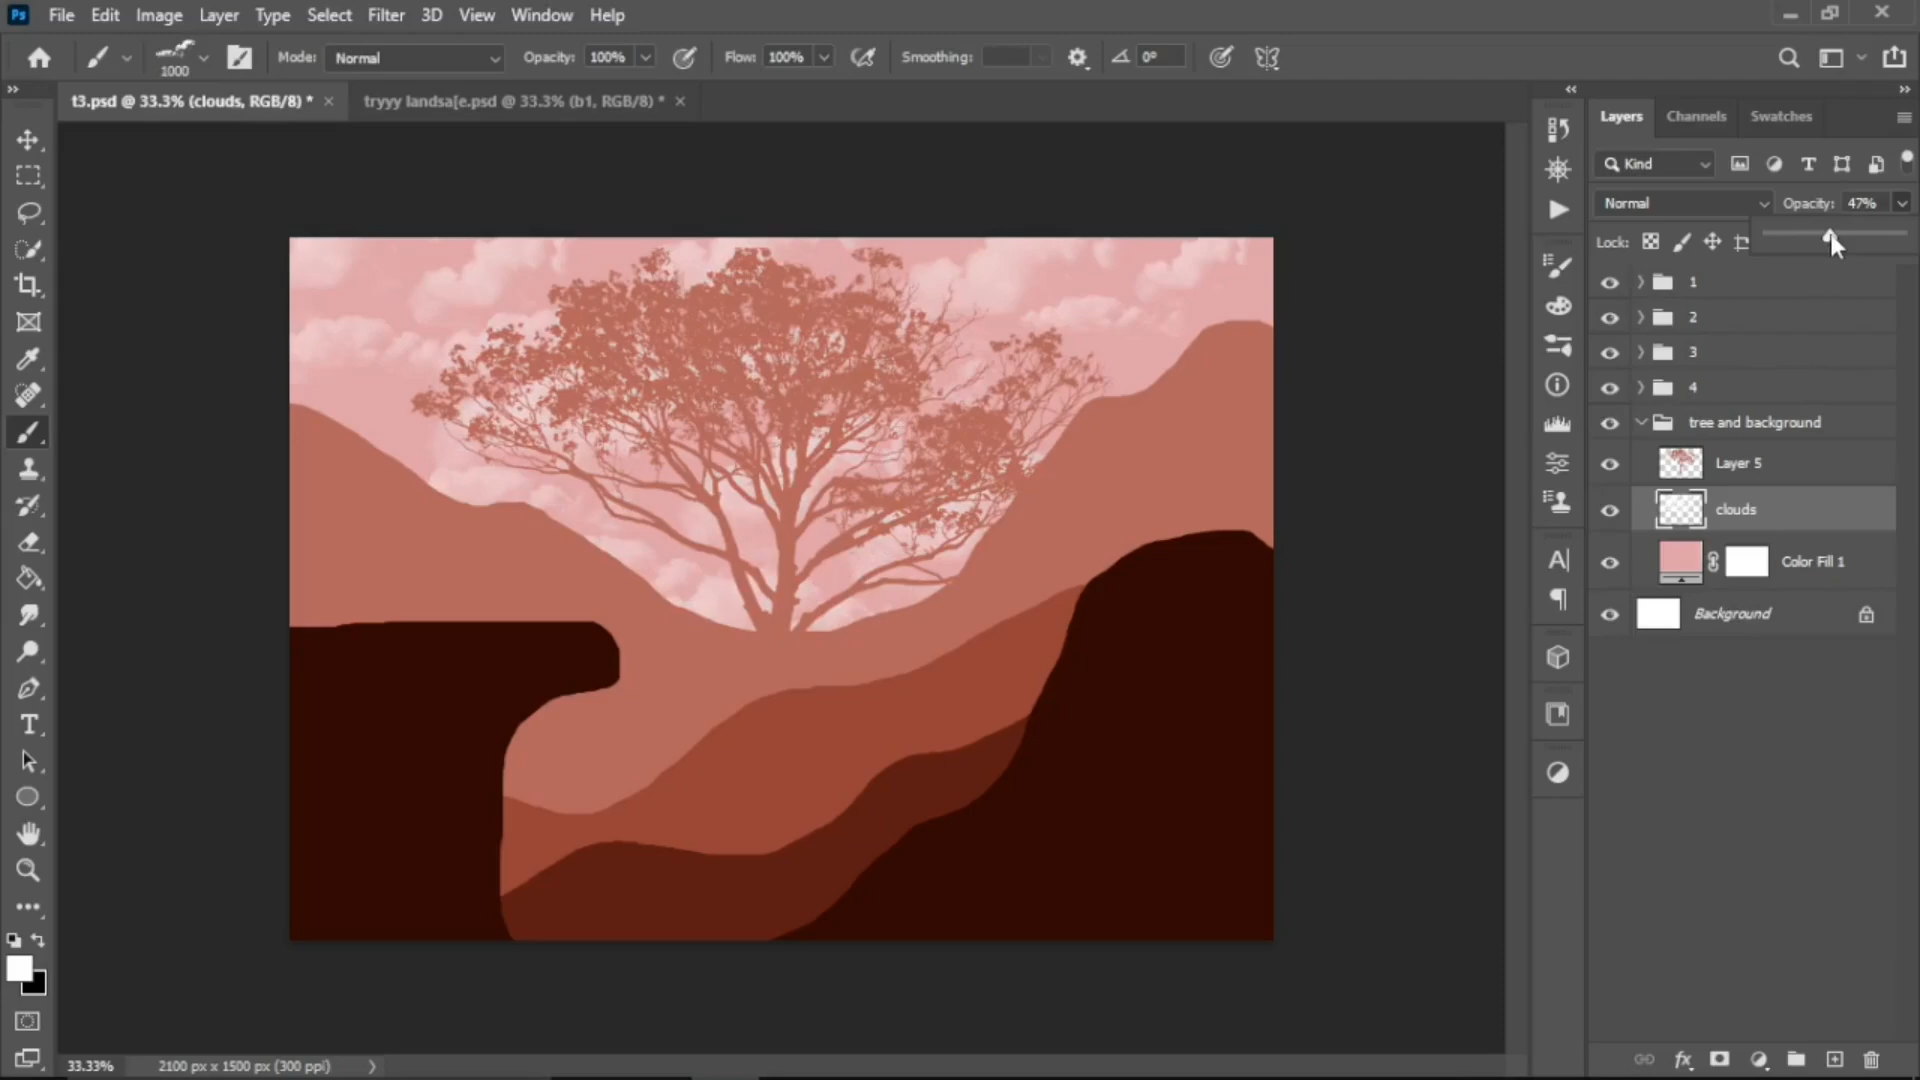 Ps File Edit Image Layer Type Select Filter 3D View Window Help
1000 Mode: Normal Opacity: 100% Flow: 100% Smoothing: 0°
t3.psd @ 33.3% (clouds, RGB/8) * × tryyy landsa[e.psd @ 33.3% (b1, RGB/8) * ×
Layers Channels Swatches
Kind
Normal Opacity: 47%
Lock:
1
2
3
4
tree and background
Layer 5
clouds
Color Fill 1
Background
33.33% 2100 px x 1500 px (300 ppi)